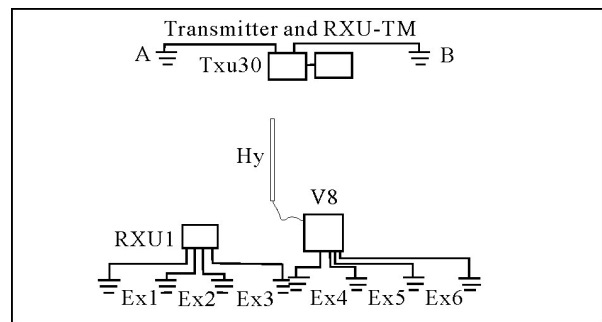 Transmitter and RXU-TM
A
B
Txu30
Hy
V8
RXU1
Ex1 Ex2 Ex3 Ex4 Ex5 Ex6